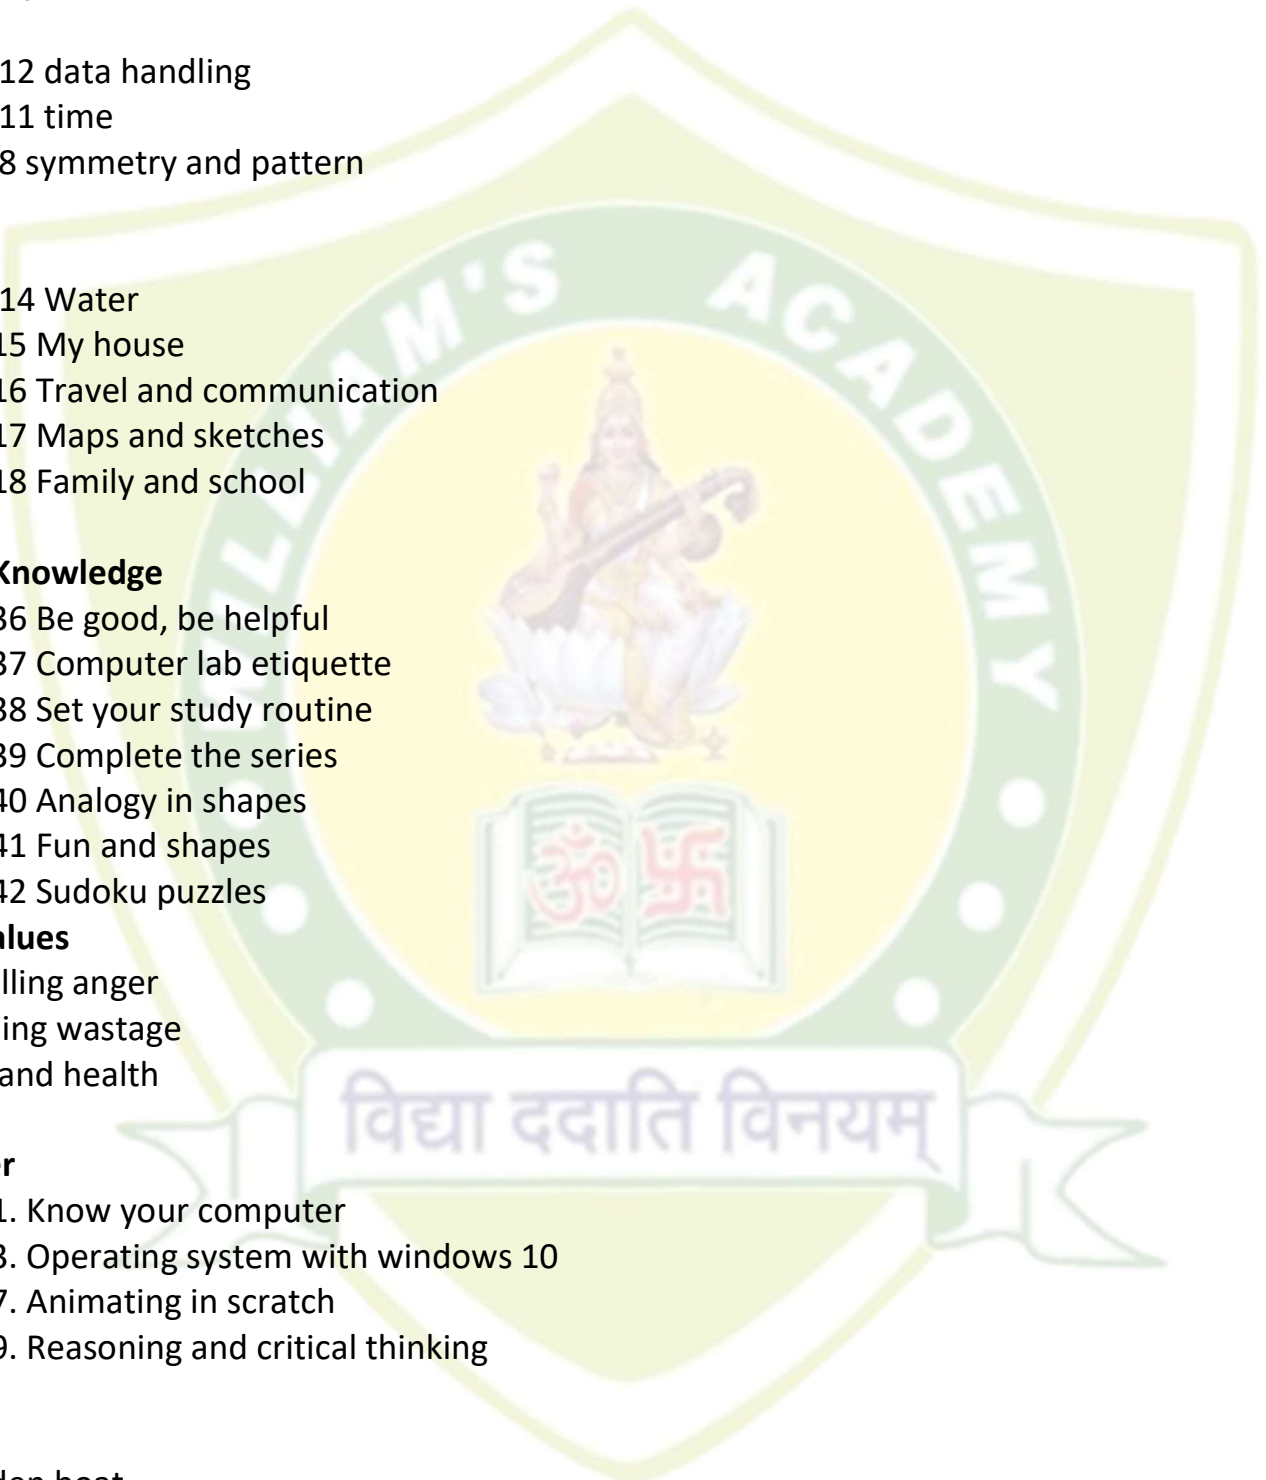 12 data handling
11 time
8 symmetry and pattern
14 Water
15 My house
16 Travel and communication
17 Maps and sketches
18 Family and school
Knowledge
36 Be good, be helpful
37 Computer lab etiquette
38 Set your study routine
39 Complete the series
40 Analogy in shapes
41 Fun and shapes
42 Sudoku puzzles
alues
lling anger
ing wastage
and health
er
1. Know your computer
3. Operating system with windows 10
7. Animating in scratch
9. Reasoning and critical thinking
ACADEMY
ॐ 卐
विद्या ददाति विनयम्